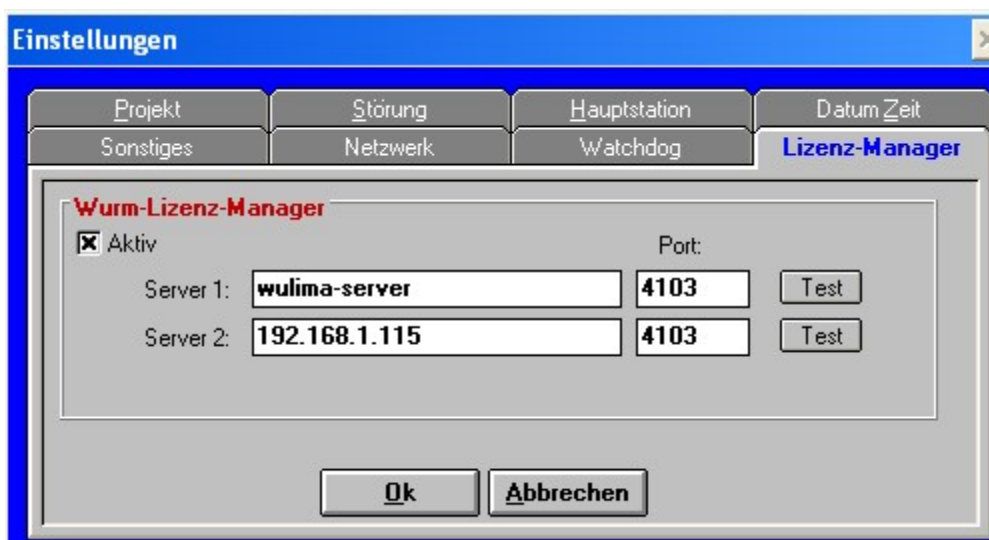 Einstellungen
Projekt Störung Hauptstation Datum Zeit
Sonstiges Netzwerk Watchdog Lizenz-Manager
Wurm-Lizenz-Manager
Aktiv Port:
Server 1: wulima-server 4103 Test
Server 2: 192.168.1.115 4103 Test
Ok Abbrechen